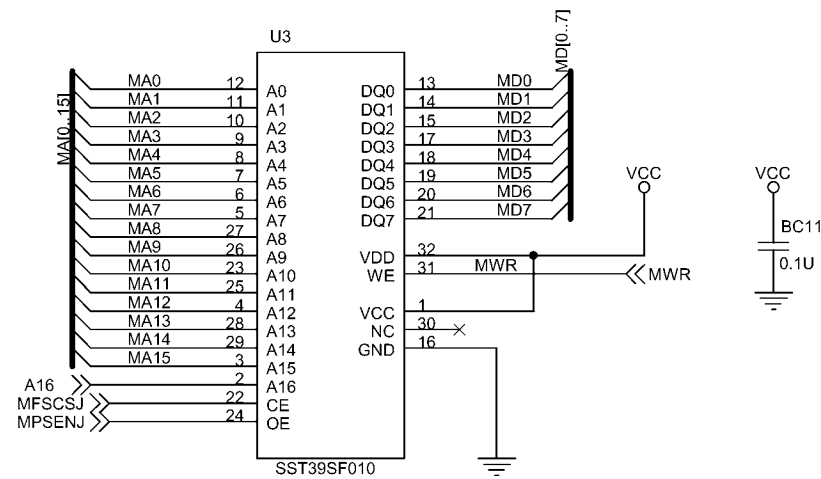 U3
MA[0..15]
MD[0..7]
MA0 12 A0 DQ0 13 MD0
MA1 11 A1 DQ1 14 MD1
MA2 10 A2 DQ2 15 MD2
MA3 9 A3 DQ3 17 MD3
MA4 8 A4 DQ4 18 MD4
MA5 7 A5 DQ5 19 MD5
MA6 6 A6 DQ6 20 MD6
MA7 5 A7 DQ7 21 MD7
MA8 27 A8
MA9 26 A9 VDD 32
MA10 23 A10 WE 31 MWR MWR
MA11 25 A11
MA12 4 A12 VCC 1
MA13 28 A13 NC 30
MA14 29 A14 GND 16
MA15 3 A15
A16 2 A16
MFSCSJ 22 CE
MPSENJ 24 OE
SST39SF010
VCC
VCC
BC11
0.1U